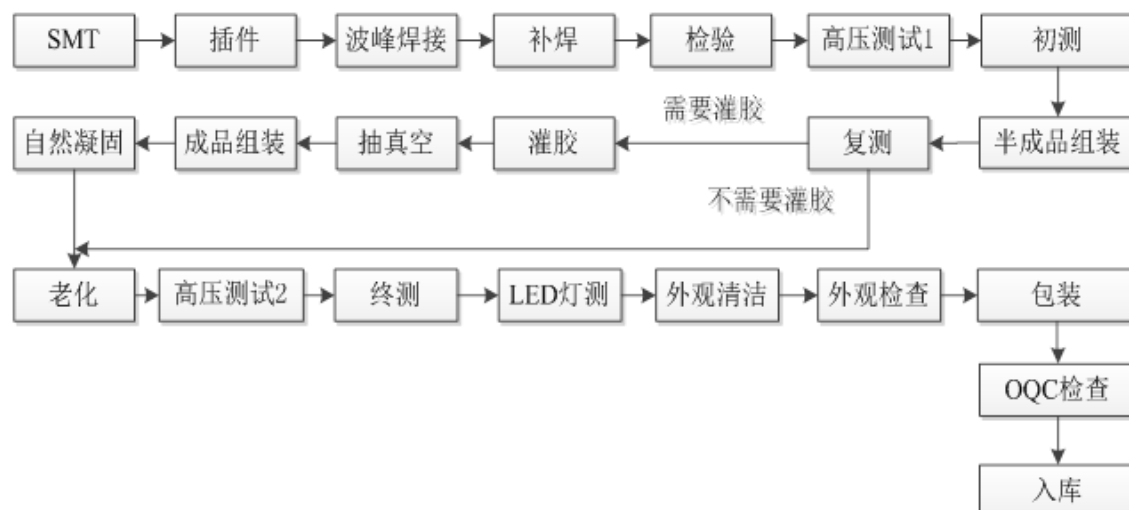 SMT
插件
波峰焊接
补焊
检验
高压测试1
初测
需要灌胶
自然凝固
成品组装
抽真空
灌胶
复测
半成品组装
不需要灌胶
老化
高压测试2
终测
LED灯测
外观清洁
外观检查
包装
OQC检查
入库